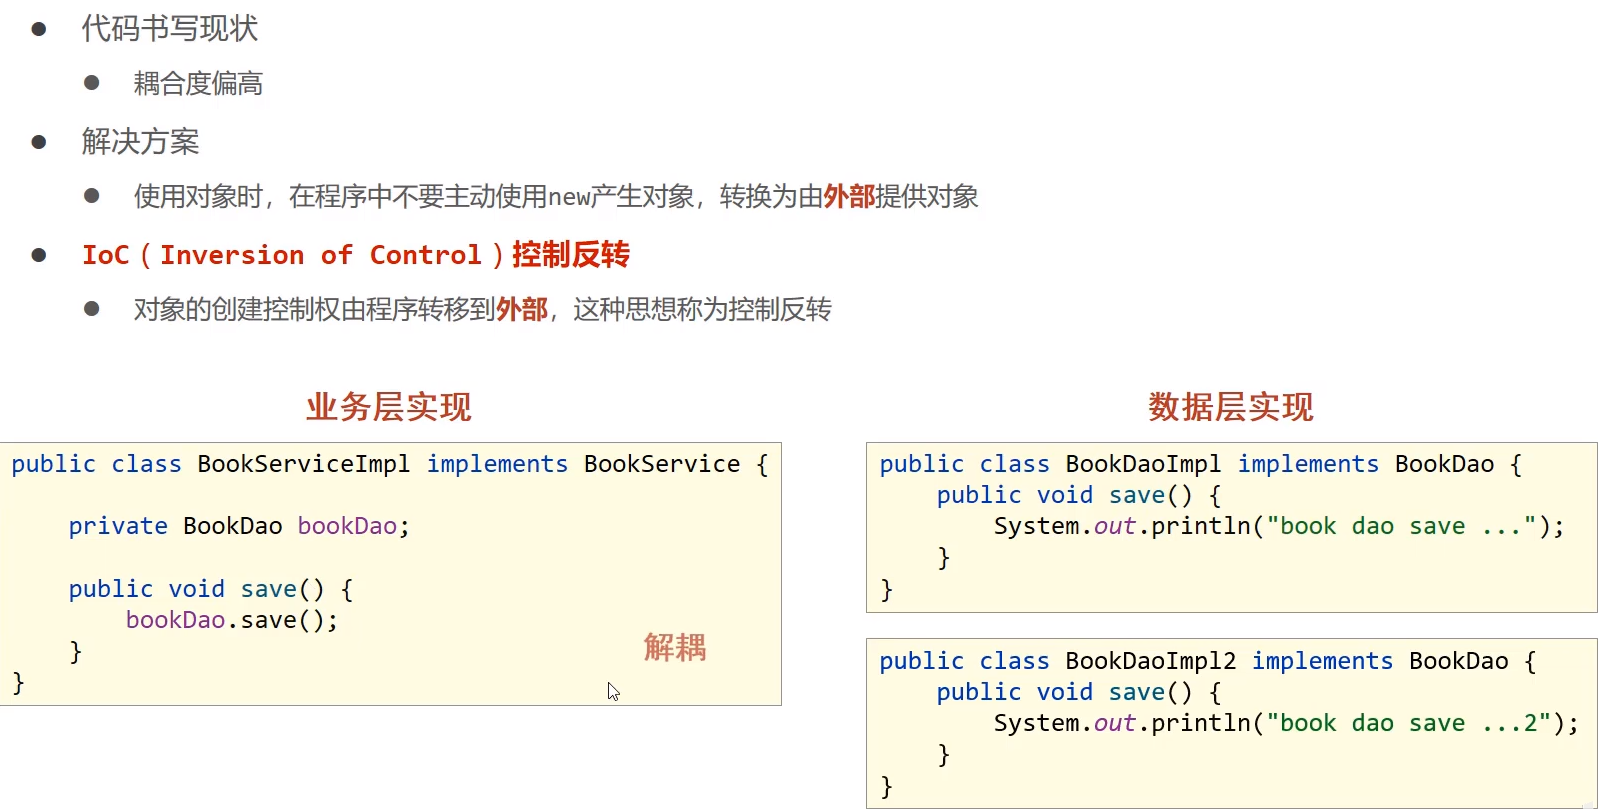 代码书写现状
耦合度偏高
解决方案
使用对象时，在程序中不要主动使用new产生对象，转换为由外部提供对象
IoC（Inversion of Control）控制反转
对象的创建控制权由程序转移到外部，这种思想称为控制反转
业务层实现
public class BookServiceImpl implements BookService {
private BookDao bookDao;
public void save() {
bookDao.save();
}
}
解耦
数据层实现
public class BookDaoImpl implements BookDao {
public void save() {
System.out.println("book dao save ...");
}
}
public class BookDaoImpl2 implements BookDao {
public void save() {
System.out.println("book dao save ...2");
}
}